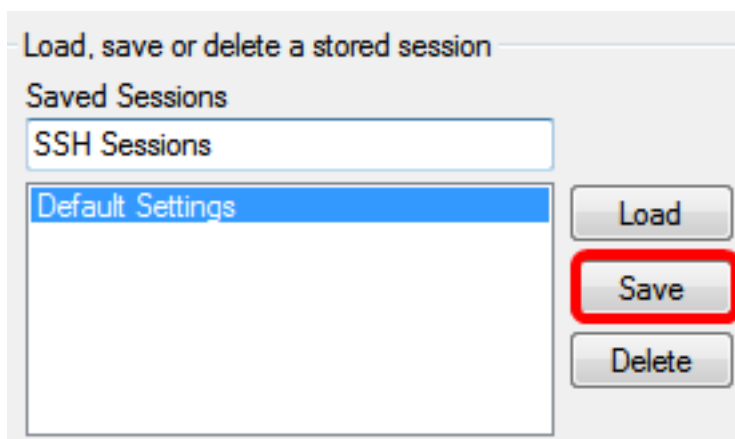 Load, save or delete a stored session
Saved Sessions
SSH Sessions
Default Settings
Load
Save
Delete